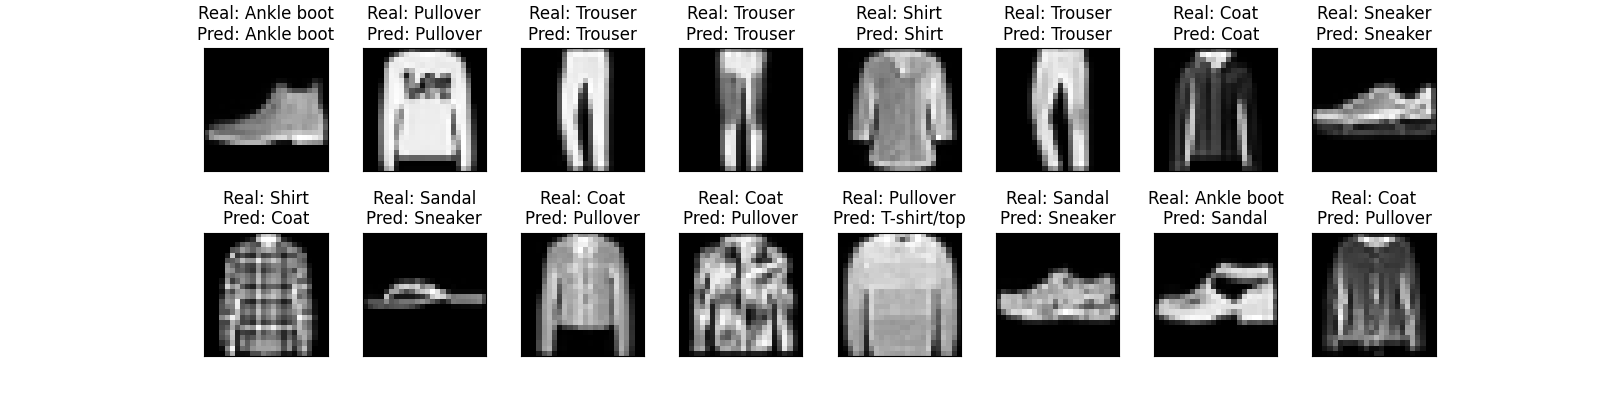 Real: Ankle boot
Pred: Ankle boot
Real: Pullover
Pred: Pullover
Real: Trouser
Pred: Trouser
Real: Trouser
Pred: Trouser
Real: Shirt
Pred: Shirt
Real: Trouser
Pred: Trouser
Real: Coat
Pred: Coat
Real: Sneaker
Pred: Sneaker
Lee
Real: Shirt
Pred: Coat
Real: Sandal
Pred: Sneaker
Real: Coat
Pred: Pullover
Real: Coat
Pred: Pullover
Real: Pullover
Pred: T-shirt/top
Real: Sandal
Pred: Sneaker
Real: Ankle boot
Pred: Sandal
Real: Coat
Pred: Pullover